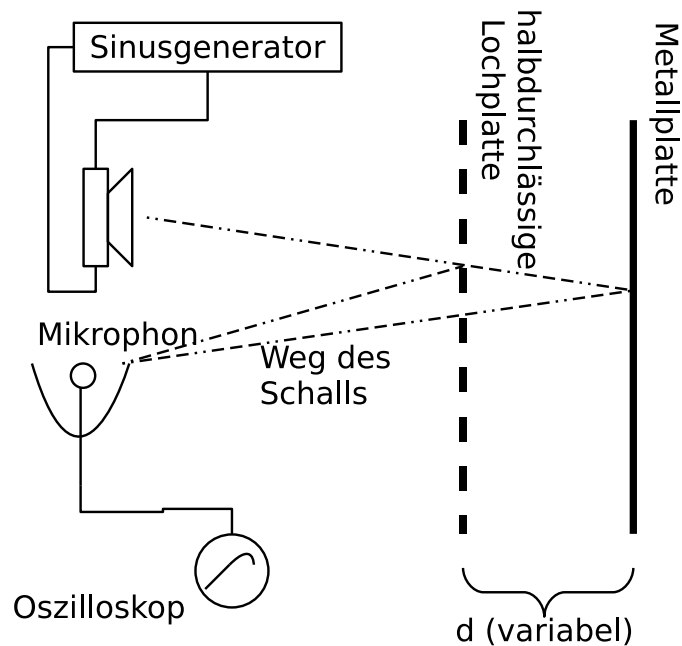 Sinusgenerator
halbdurchlässige
Lochplatte
Metallplatte
Mikrophon
Weg des
Schalls
Oszilloskop
d (variabel)